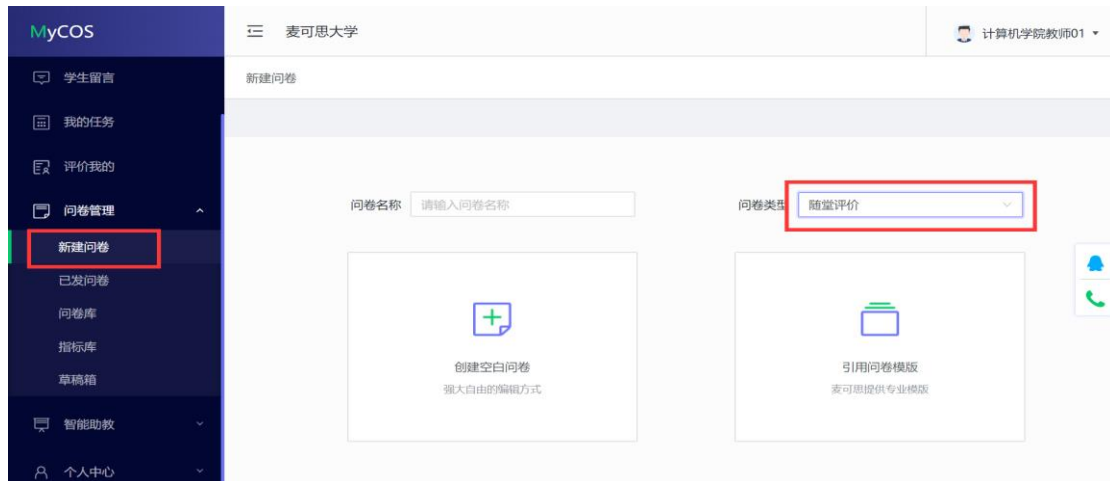 MyCOS
麦可思大学
计算机学院教师01
学生留言
新建问卷
我的任务
评价我的
问卷管理
新建问卷
已发问卷
问卷库
指标库
草稿箱
智能助教
个人中心
问卷名称 请输入问卷名称
问卷类型 随堂评价
创建空白问卷
强大自由的编辑方式
引用问卷模版
麦可思提供专业模版